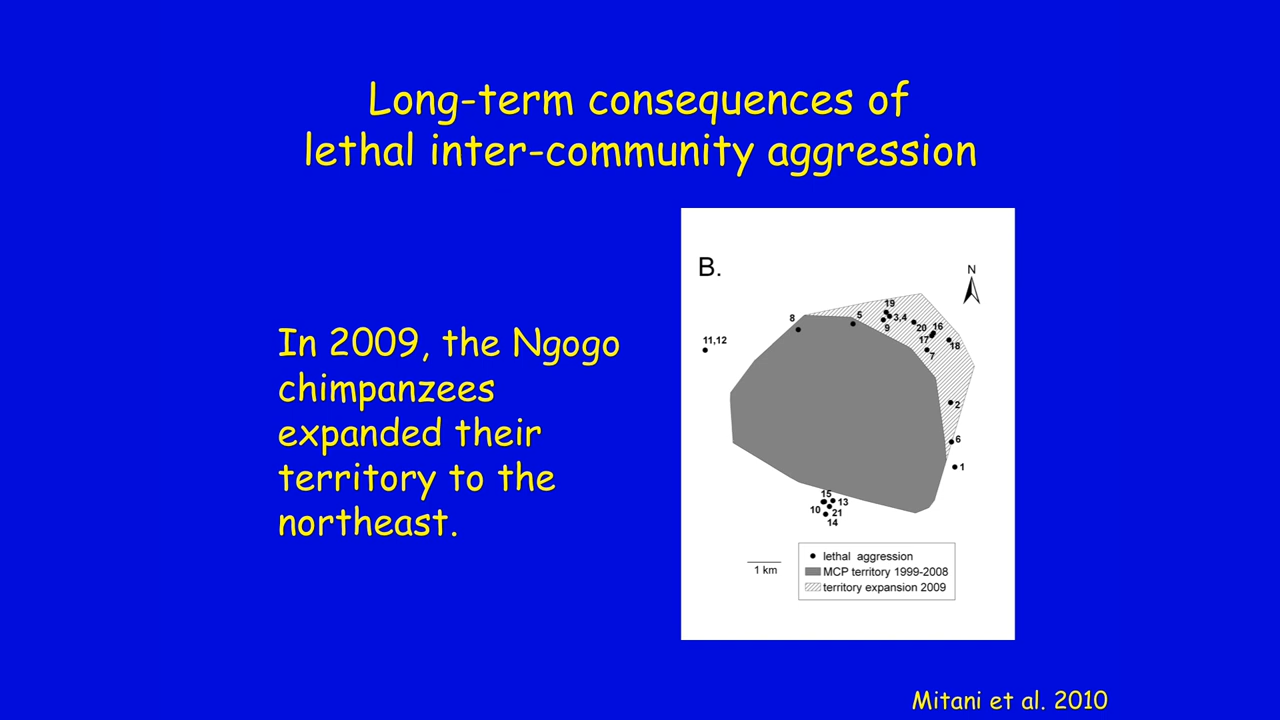 Long-term consequences of
lethal inter-community aggression
In 2009, the Ngogo
chimpanzees
expanded their
territory to the
northeast.
B.
N
19
3,4
5
8
9
20
16
17
18
7
11,12
2
6
1
15
13
10
21
14
1 km
lethal aggression
MCP territory 1999-2008
territory expansion 2009
Mitani et al. 2010